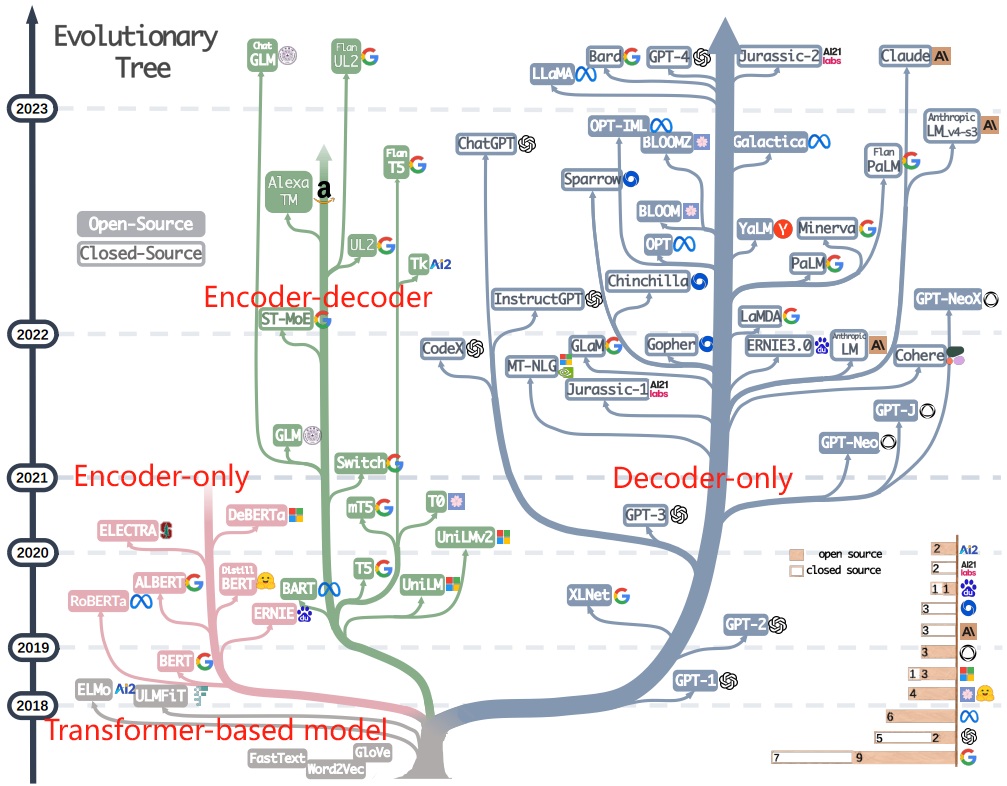 Evolutionary
Tree
Chat
GLM
Flan
UL2
Bard
GPT-4
Jurassic-2
AI21
labs
Claude
A\
LLaMA
2023
OPT-IML
BLOOMZ
Galactica
Anthropic
LM_v4-s3
A\
ChatGPT
Flan
T5
Flan
PaLM
Alexa
TM
a
Sparrow
Open-Source
BLOOM
Closed-Source
UL2
OPT
YaLM
Y
Minerva
Tk
Ai2
PaLM
Chinchilla
Encoder-decoder
InstructGPT
GPT-NeoX
ST-MoE
LaMDA
2022
CodeX
GLaM
Gopher
ERNIE3.0
du
Anthropic
LM
A\
Cohere
MT-NLG
Jurassic-1
AI21
labs
GPT-J
GLM
GPT-Neo
Switch
Encoder-only
Decoder-only
2021
mT5
T0
DeBERTa
GPT-3
ELECTRA
S
UniLMv2
2020
open source
closed source
2
Ai2
2
AI21
labs
Distill
BERT
T5
ALBERT
BART
UniLM
1 1
du
RoBERTa
XLNet
3
ERNIE
du
GPT-2
3
A\
2019
3
BERT
1 3
ELMo
Ai2
ULMFiT
GPT-1
4
2018
6
Transformer-based model
5 2
GloVe
FastText
Word2Vec
7 9